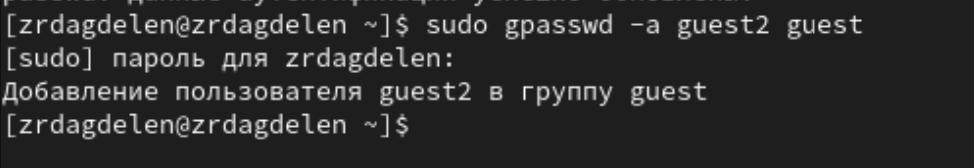 [zrdagdelen@zrdagdelen ~]$ sudo gpasswd -a guest2 guest
[sudo] пароль для zrdagdelen:
Добавление пользователя guest2 в группу guest
[zrdagdelen@zrdagdelen ~]$